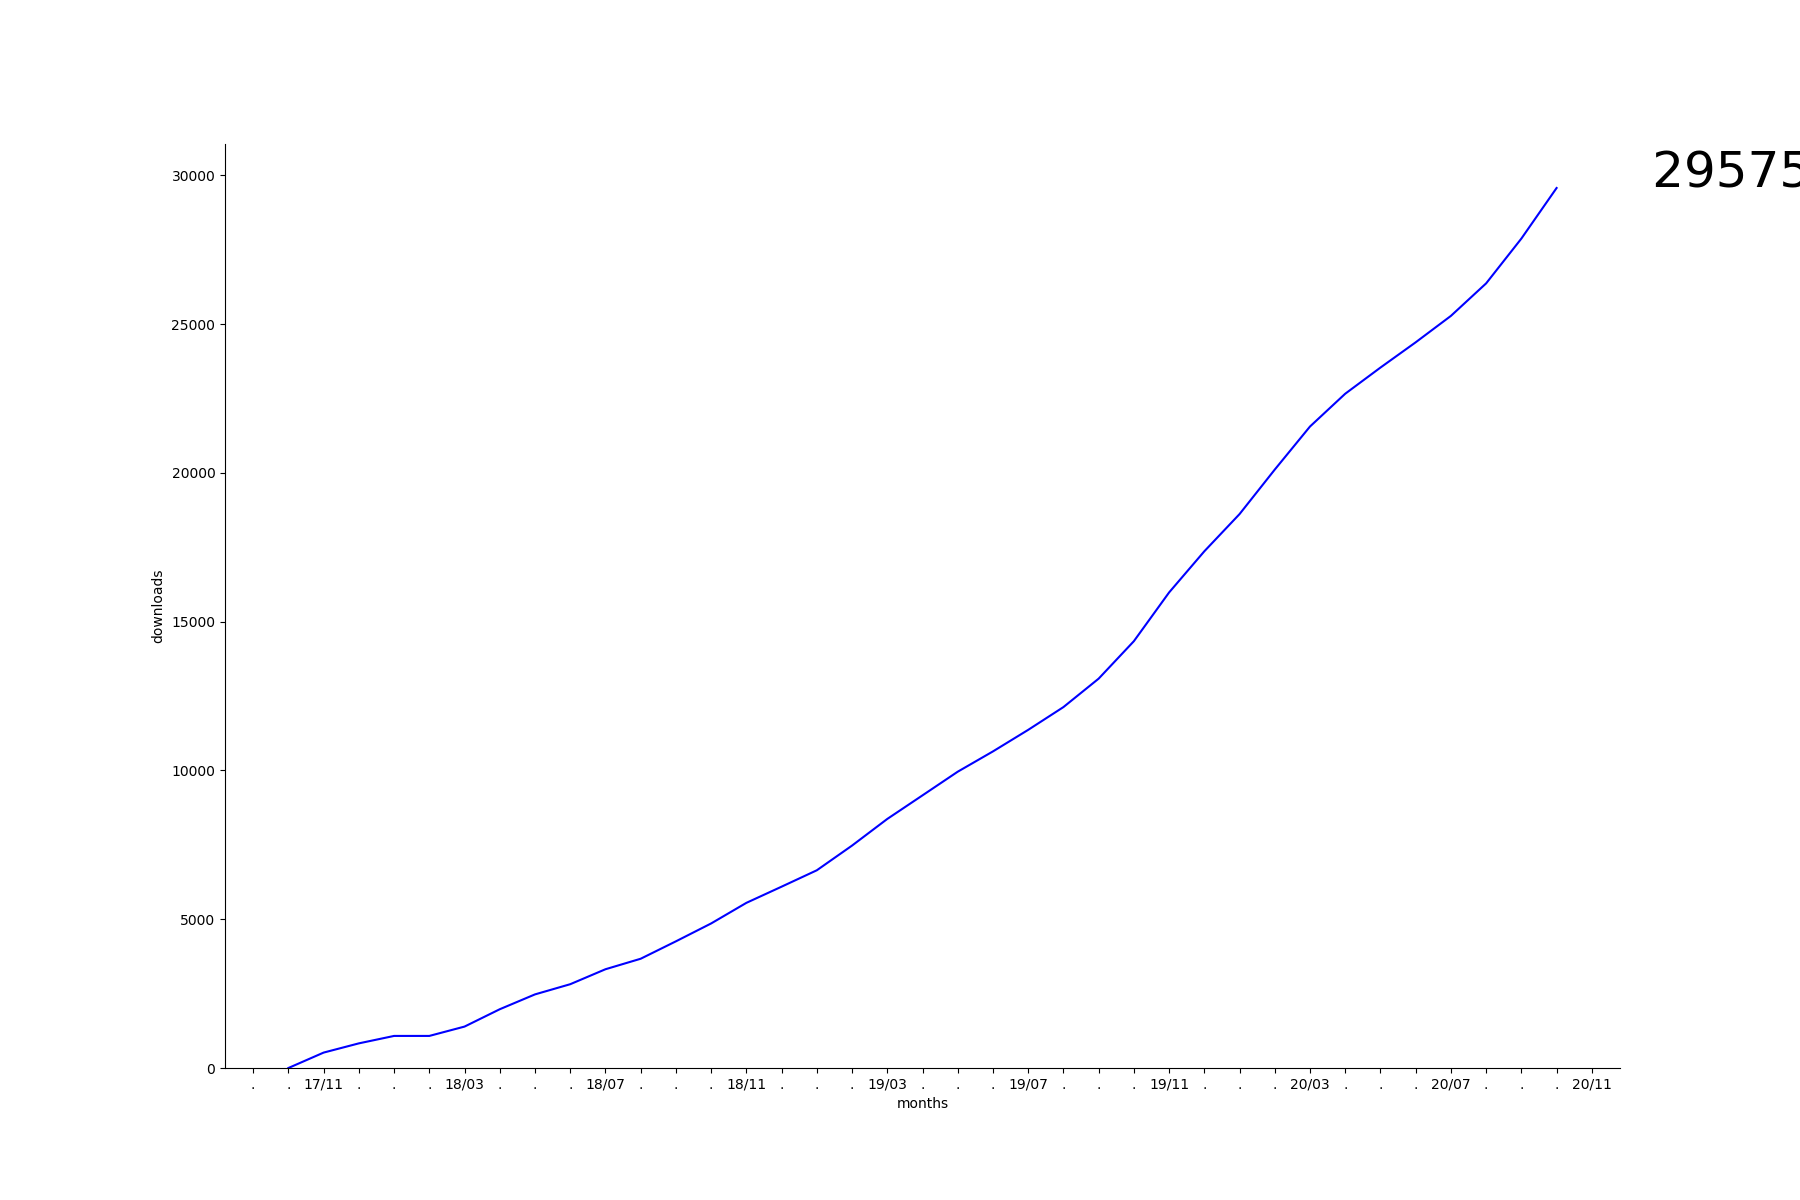 29575
30000
25000
20000
15000
10000
5000
0
downloads
. . 17/11 . . . 18/03 . . . 18/07 . . . 18/11 . . . 19/03 . . . 19/07 . . . 19/11 . . . 20/03 . . . 20/07 . . . 20/11
months